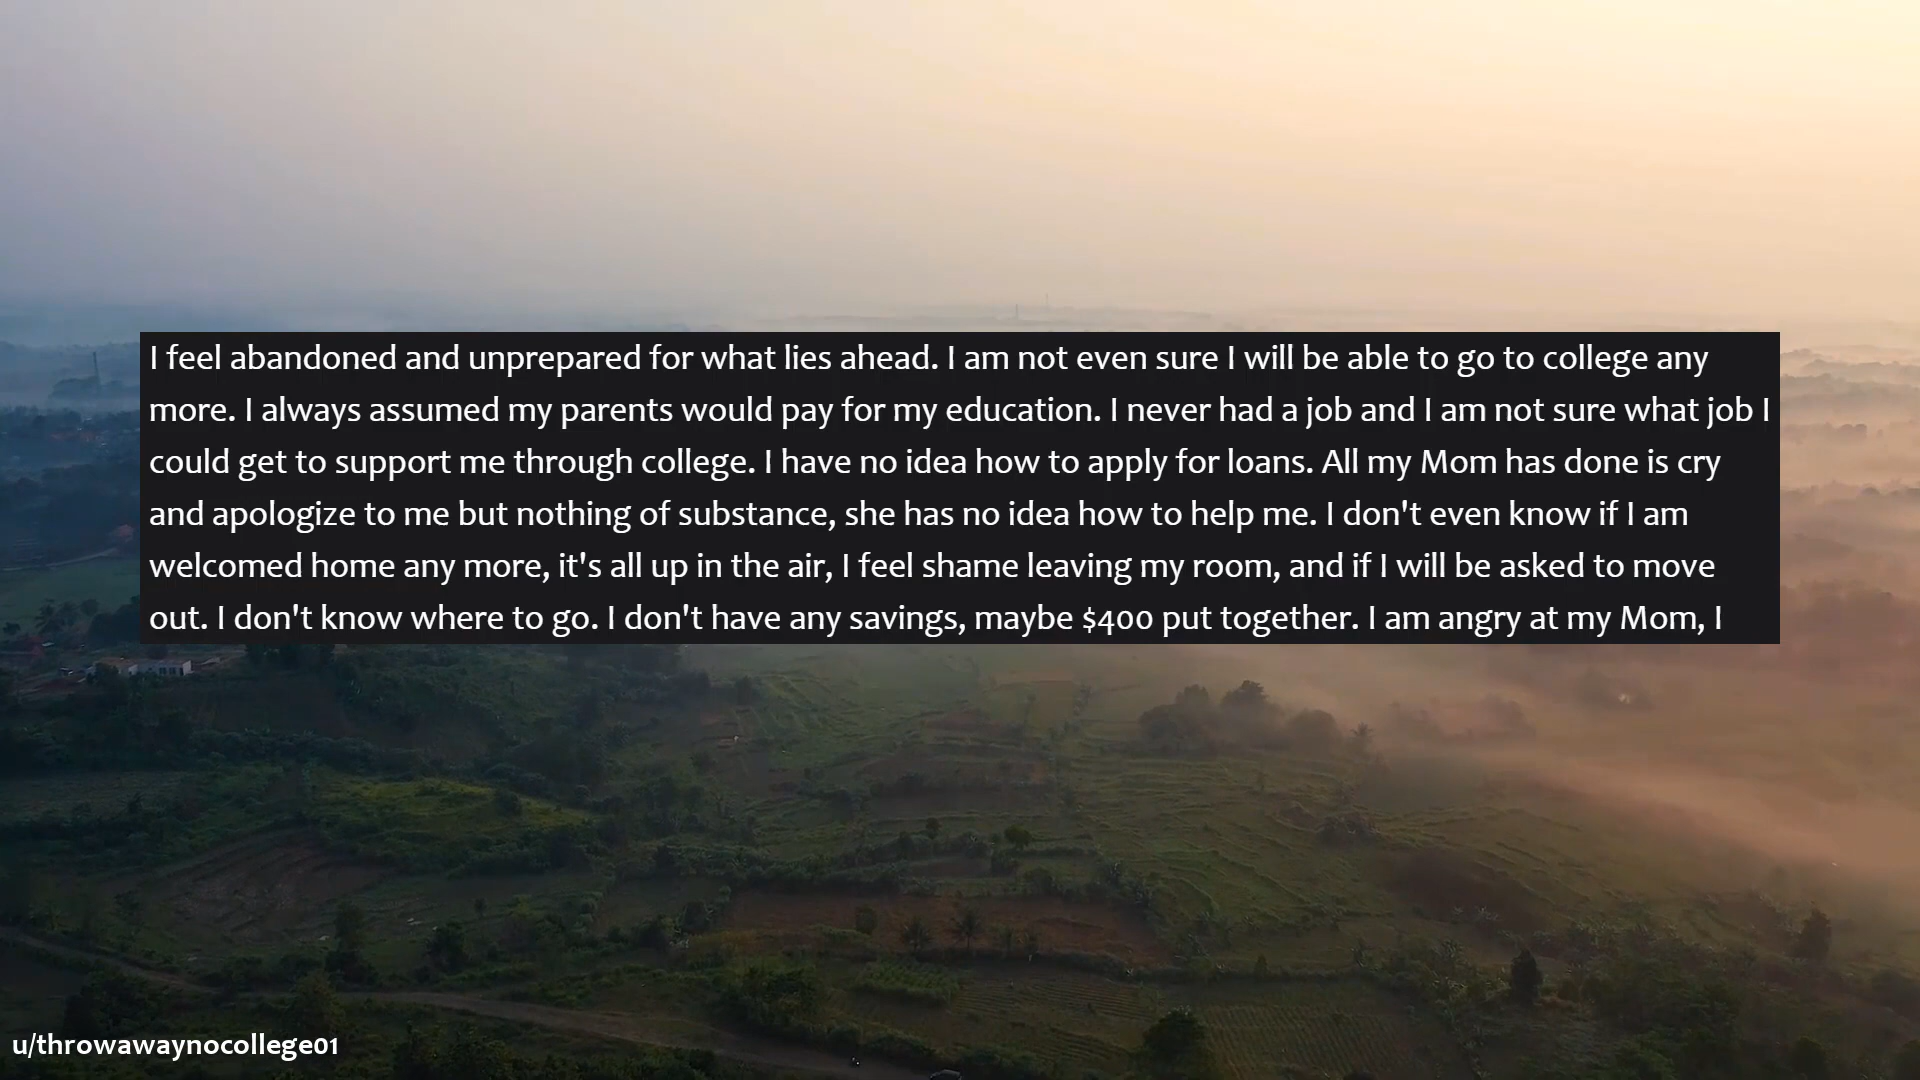 I feel abandoned and unprepared for what lies ahead. I am not even sure I will be able to go to college any
more. I always assumed my parents would pay for my education. I never had a job and I am not sure what job I
could get to support me through college. I have no idea how to apply for loans. All my Mom has done is cry
and apologize to me but nothing of substance, she has no idea how to help me. I don't even know if I am
welcomed home any more, it's all up in the air, I feel shame leaving my room, and if I will be asked to move
out. I don't know where to go. I don't have any savings, maybe $400 put together. I am angry at my Mom, I
u/throwawaynocollege01